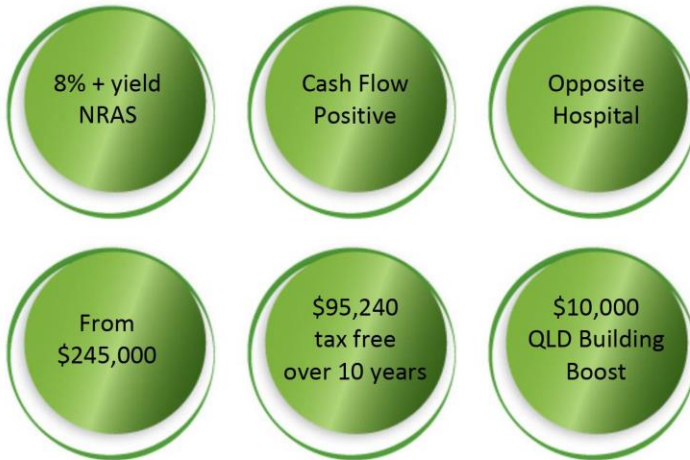 8% + yield
NRAS
Cash Flow
Positive
Opposite
Hospital
From
$245,000
$95,240
tax free
over 10 years
$10,000
QLD Building
Boost